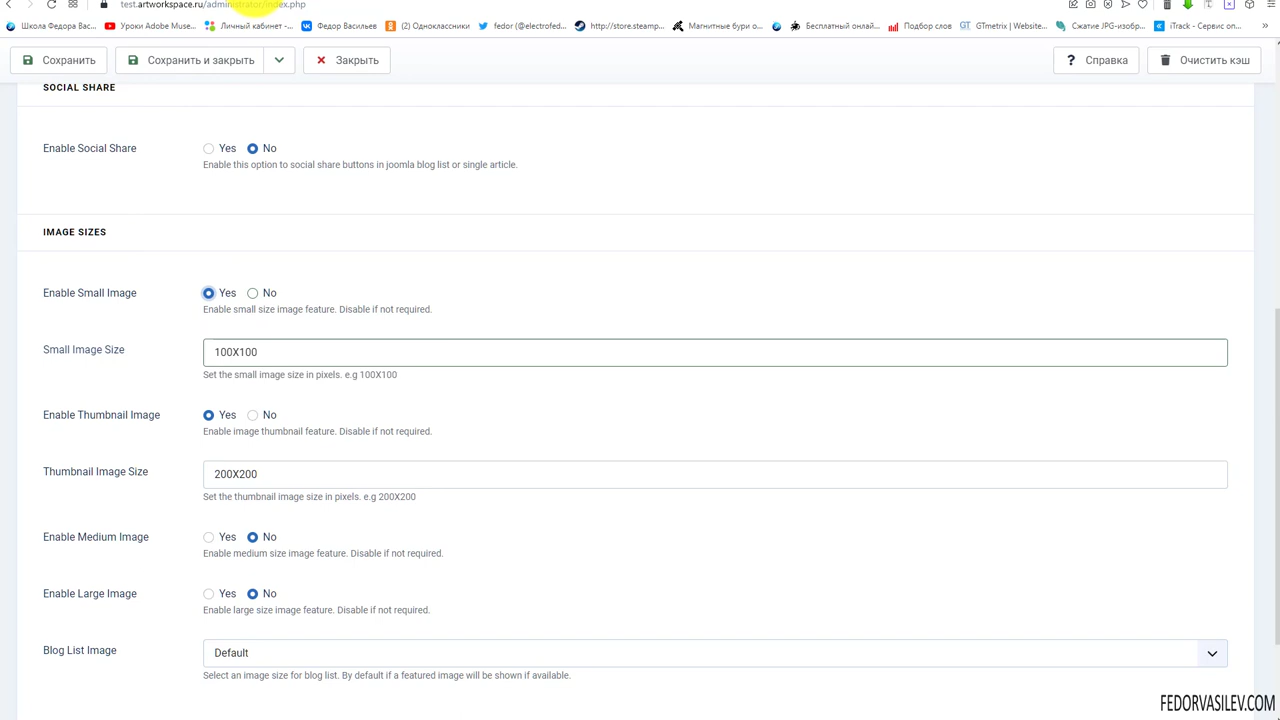 test.artworkspace.ru/administrator/index.php
Школа Федора Вас... Уроки Adobe Muse... Личный кабинет -... Федор Васильев (2) Одноклассники fedor (@electrofed... http://store.steamp... Магнитные бури о... Бесплатный онлай... Подбор слов GT GTmetrix | Website... Сжатие JPG-изобр... iTrack - Сервис оп... »
Сохранить Сохранить и закрыть Закрыть ? Справка Очистить кэш
SOCIAL SHARE
Enable Social Share Yes No
Enable this option to social share buttons in joomla blog list or single article.
IMAGE SIZES
Enable Small Image Yes No
Enable small size image feature. Disable if not required.
Small Image Size 100X100
Set the small image size in pixels. e.g 100X100
Enable Thumbnail Image Yes No
Enable image thumbnail feature. Disable if not required.
Thumbnail Image Size 200X200
Set the thumbnail image size in pixels. e.g 200X200
Enable Medium Image Yes No
Enable medium size image feature. Disable if not required.
Enable Large Image Yes No
Enable large size image feature. Disable if not required.
Blog List Image Default
Select an image size for blog list. By default if a featured image will be shown if available.
FEDORVASILEV.COM